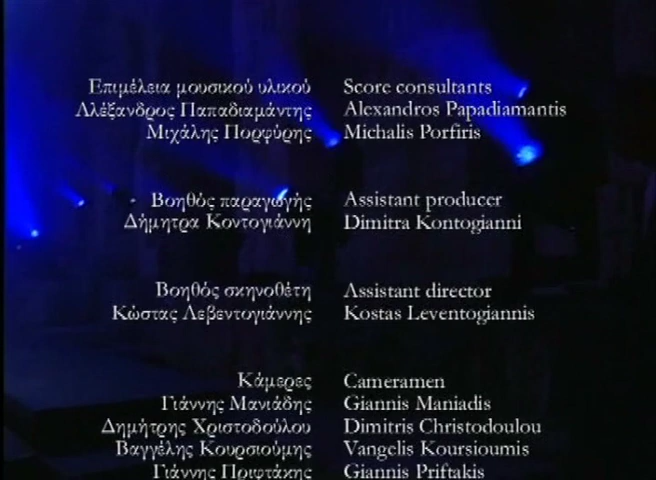 Επιμέλεια μουσικού υλικού Score consultants
Αλέξανδρος Παπαδιαμάντης Alexandros Papadiamantis
Μιχάλης Πορφύρης Michalis Porfiris
Βοηθός παραγωγής Assistant producer
Δήμητρα Κοντογιάννη Dimitra Kontogianni
Βοηθός σκηνοθέτη Assistant director
Κώστας Λεβεντογιάννης Kostas Leventogiannis
Κάμερες Cameramen
Γιάννης Μανιάδης Giannis Maniadis
Δημήτρης Χριστοδούλου Dimitris Christodoulou
Βαγγέλης Κουρσιούμης Vangelis Koursioumis
Γιάννης Πριφτάκης Giannis Priftakis